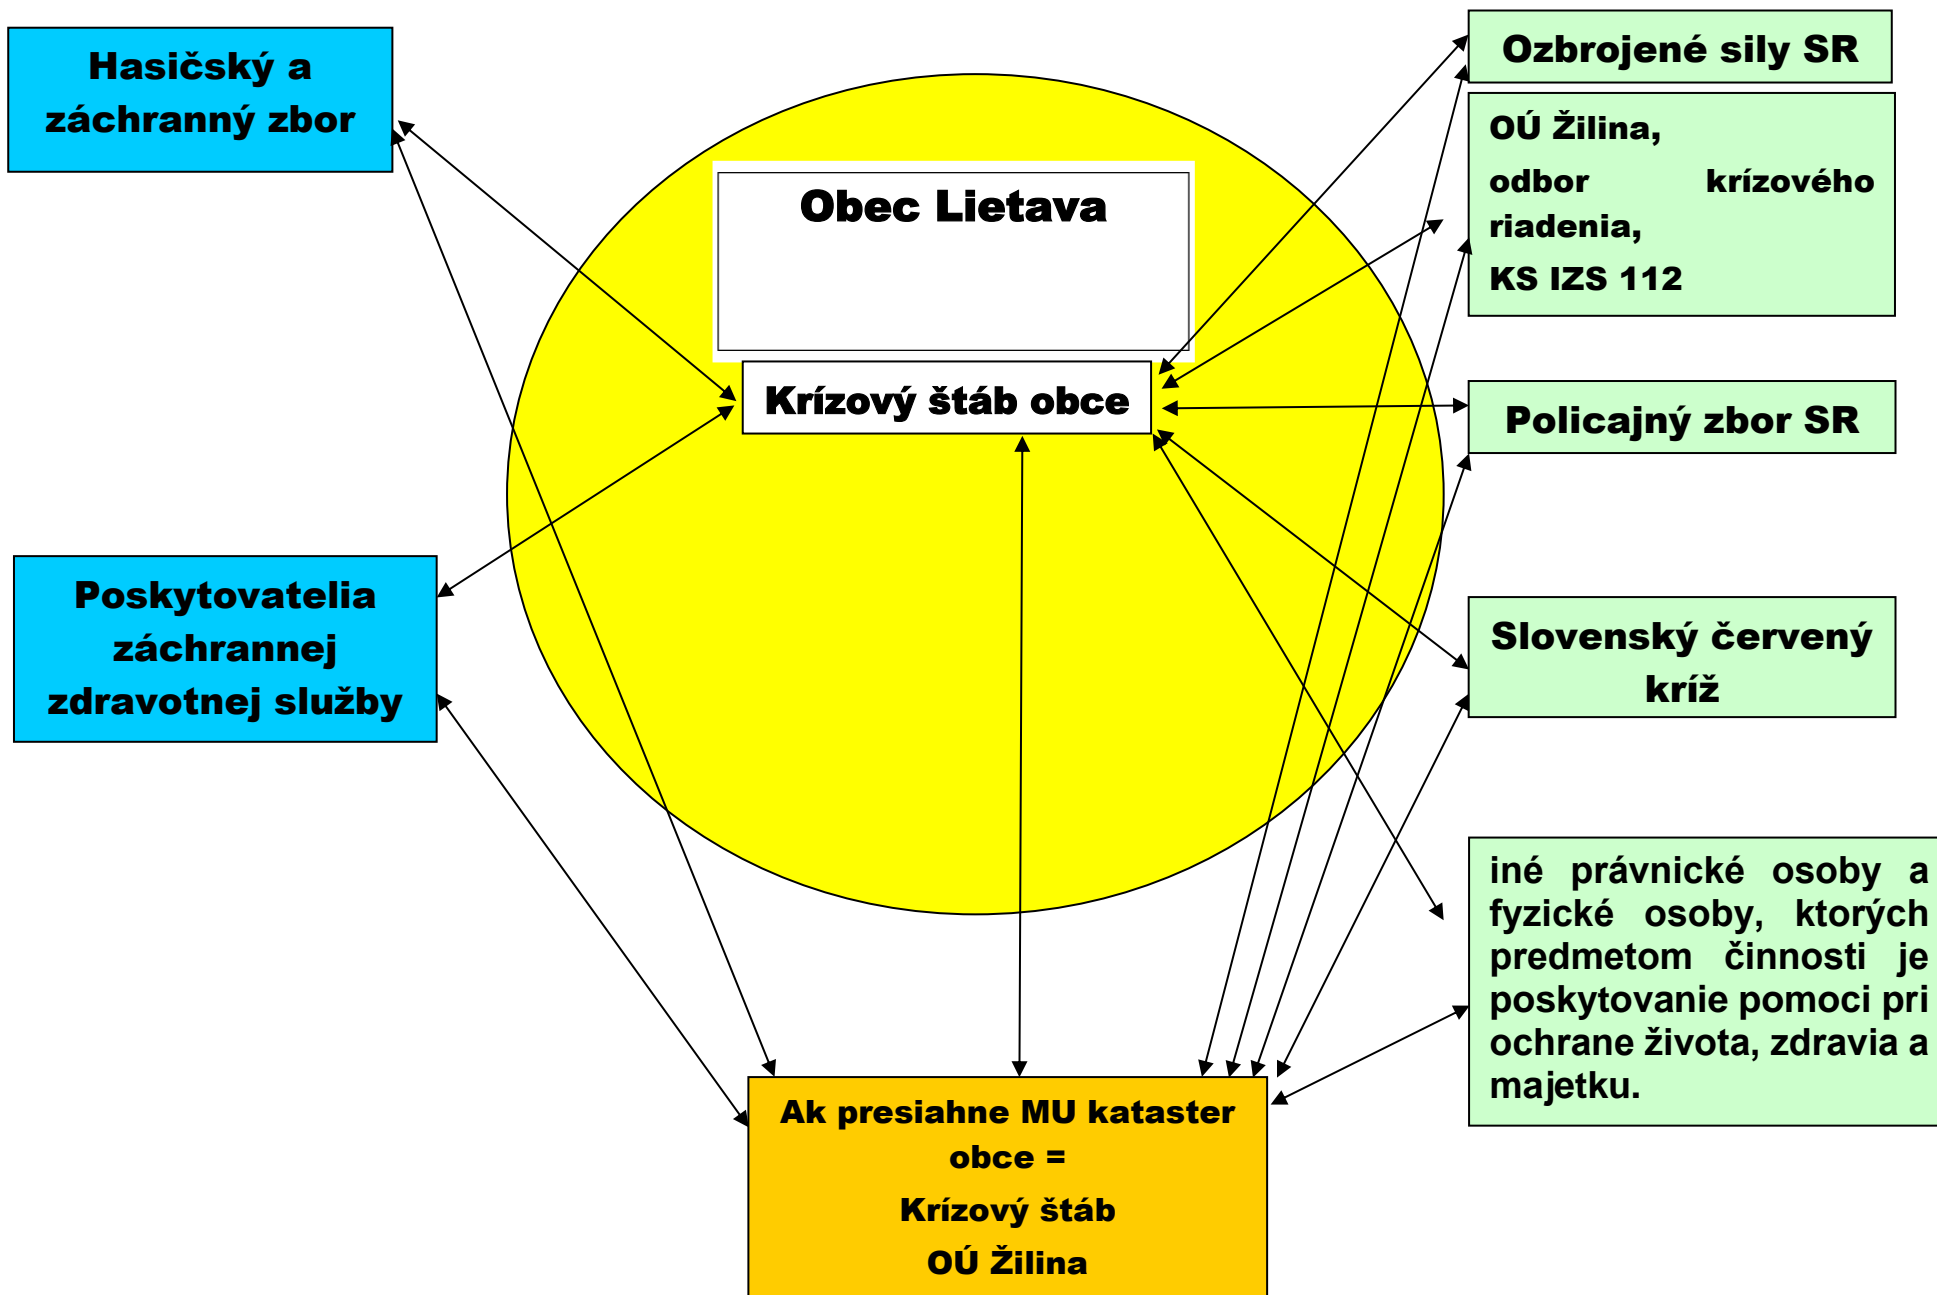 Hasičský a
záchranný zbor
Poskytovatelia
záchrannej
zdravotnej služby
Obec Lietava
Krízový štáb obce
Ak presiahne MU kataster
obce =
Krízový štáb
OÚ Žilina
Ozbrojené sily SR
OÚ Žilina,
odbor krízového
riadenia,
KS IZS 112
Policajný zbor SR
Slovenský červený
kríž
iné právnické osoby a
fyzické osoby, ktorých
predmetom činnosti je
poskytovanie pomoci pri
ochrane života, zdravia a
majetku.